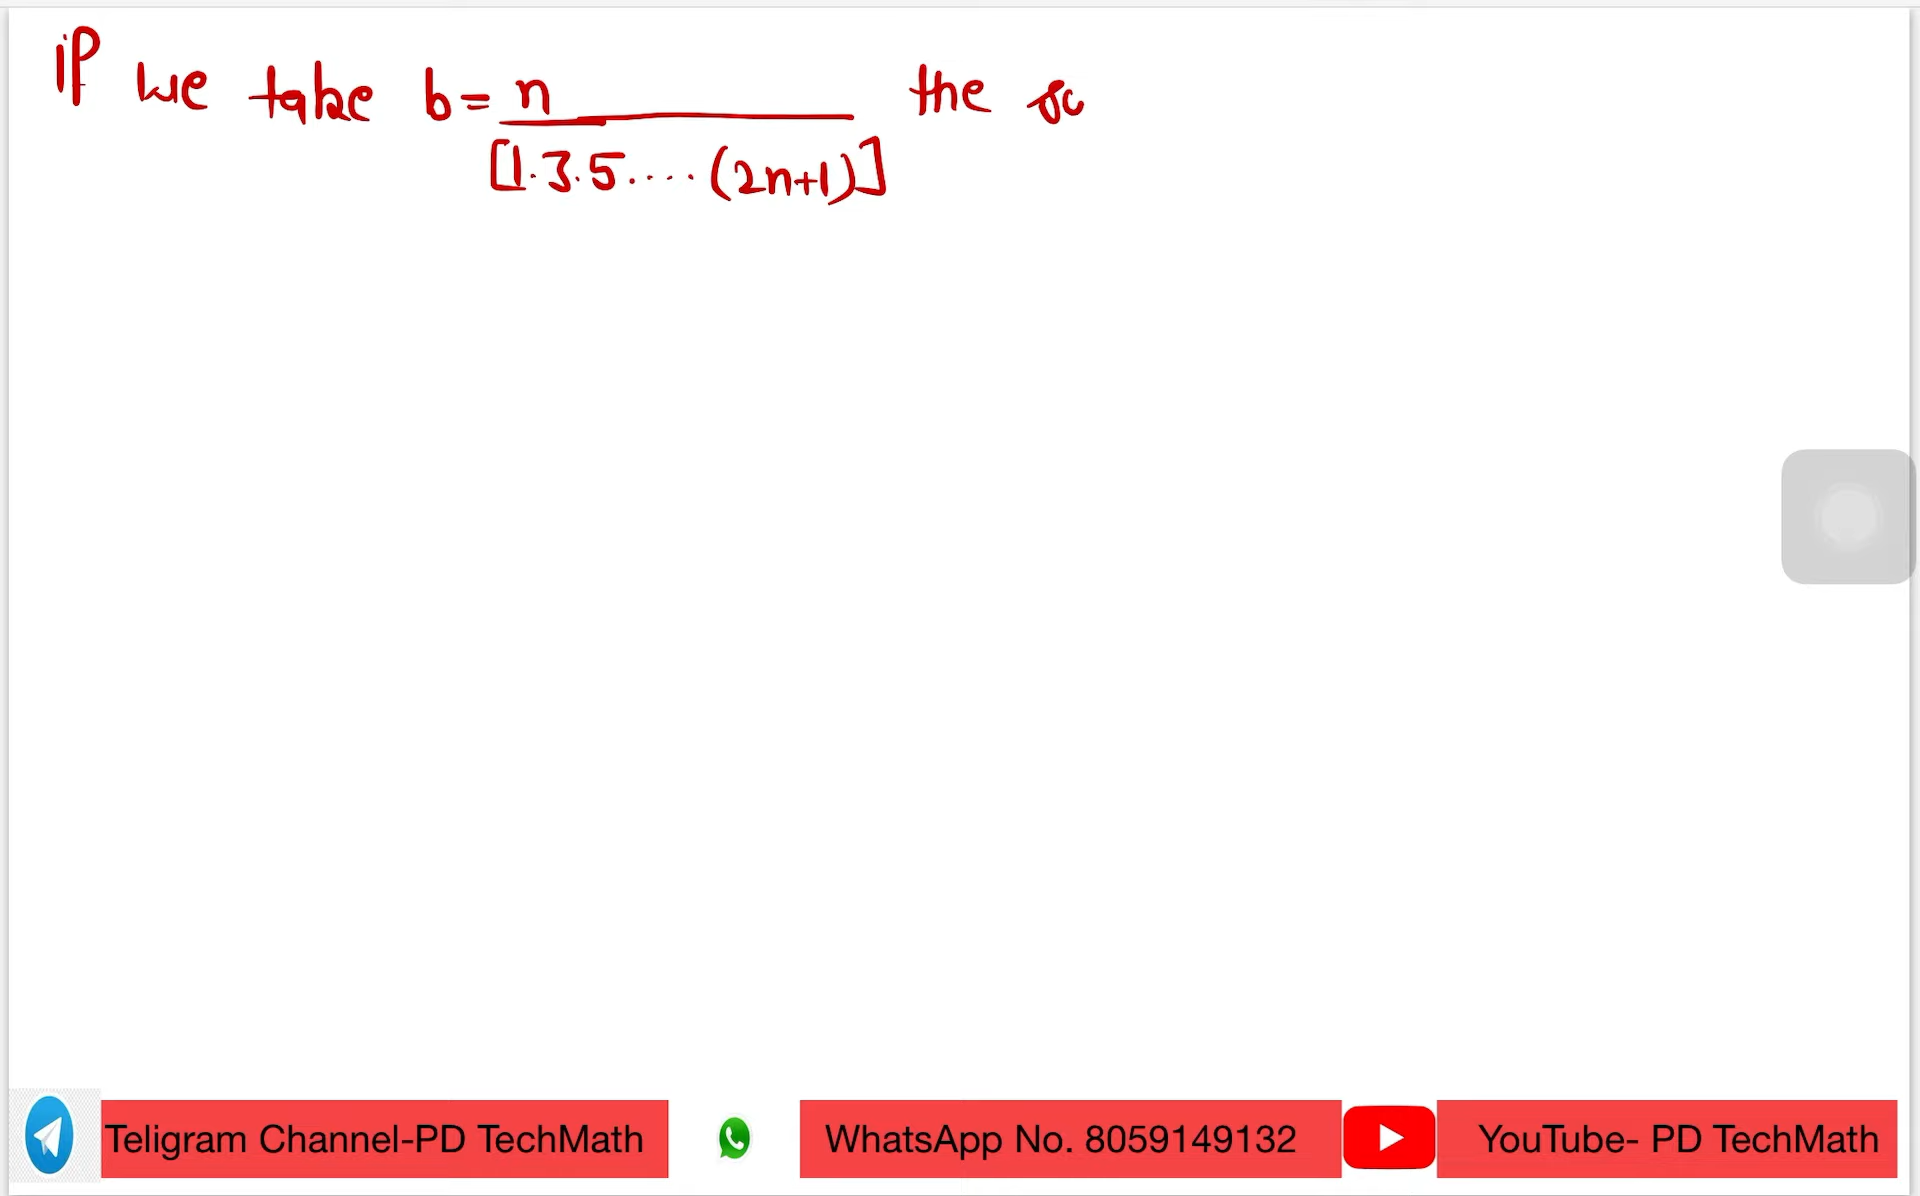 if we take b= n the so
[1.3.5.... (2n+1)]
Teligram Channel-PD TechMath WhatsApp No. 8059149132 YouTube- PD TechMath